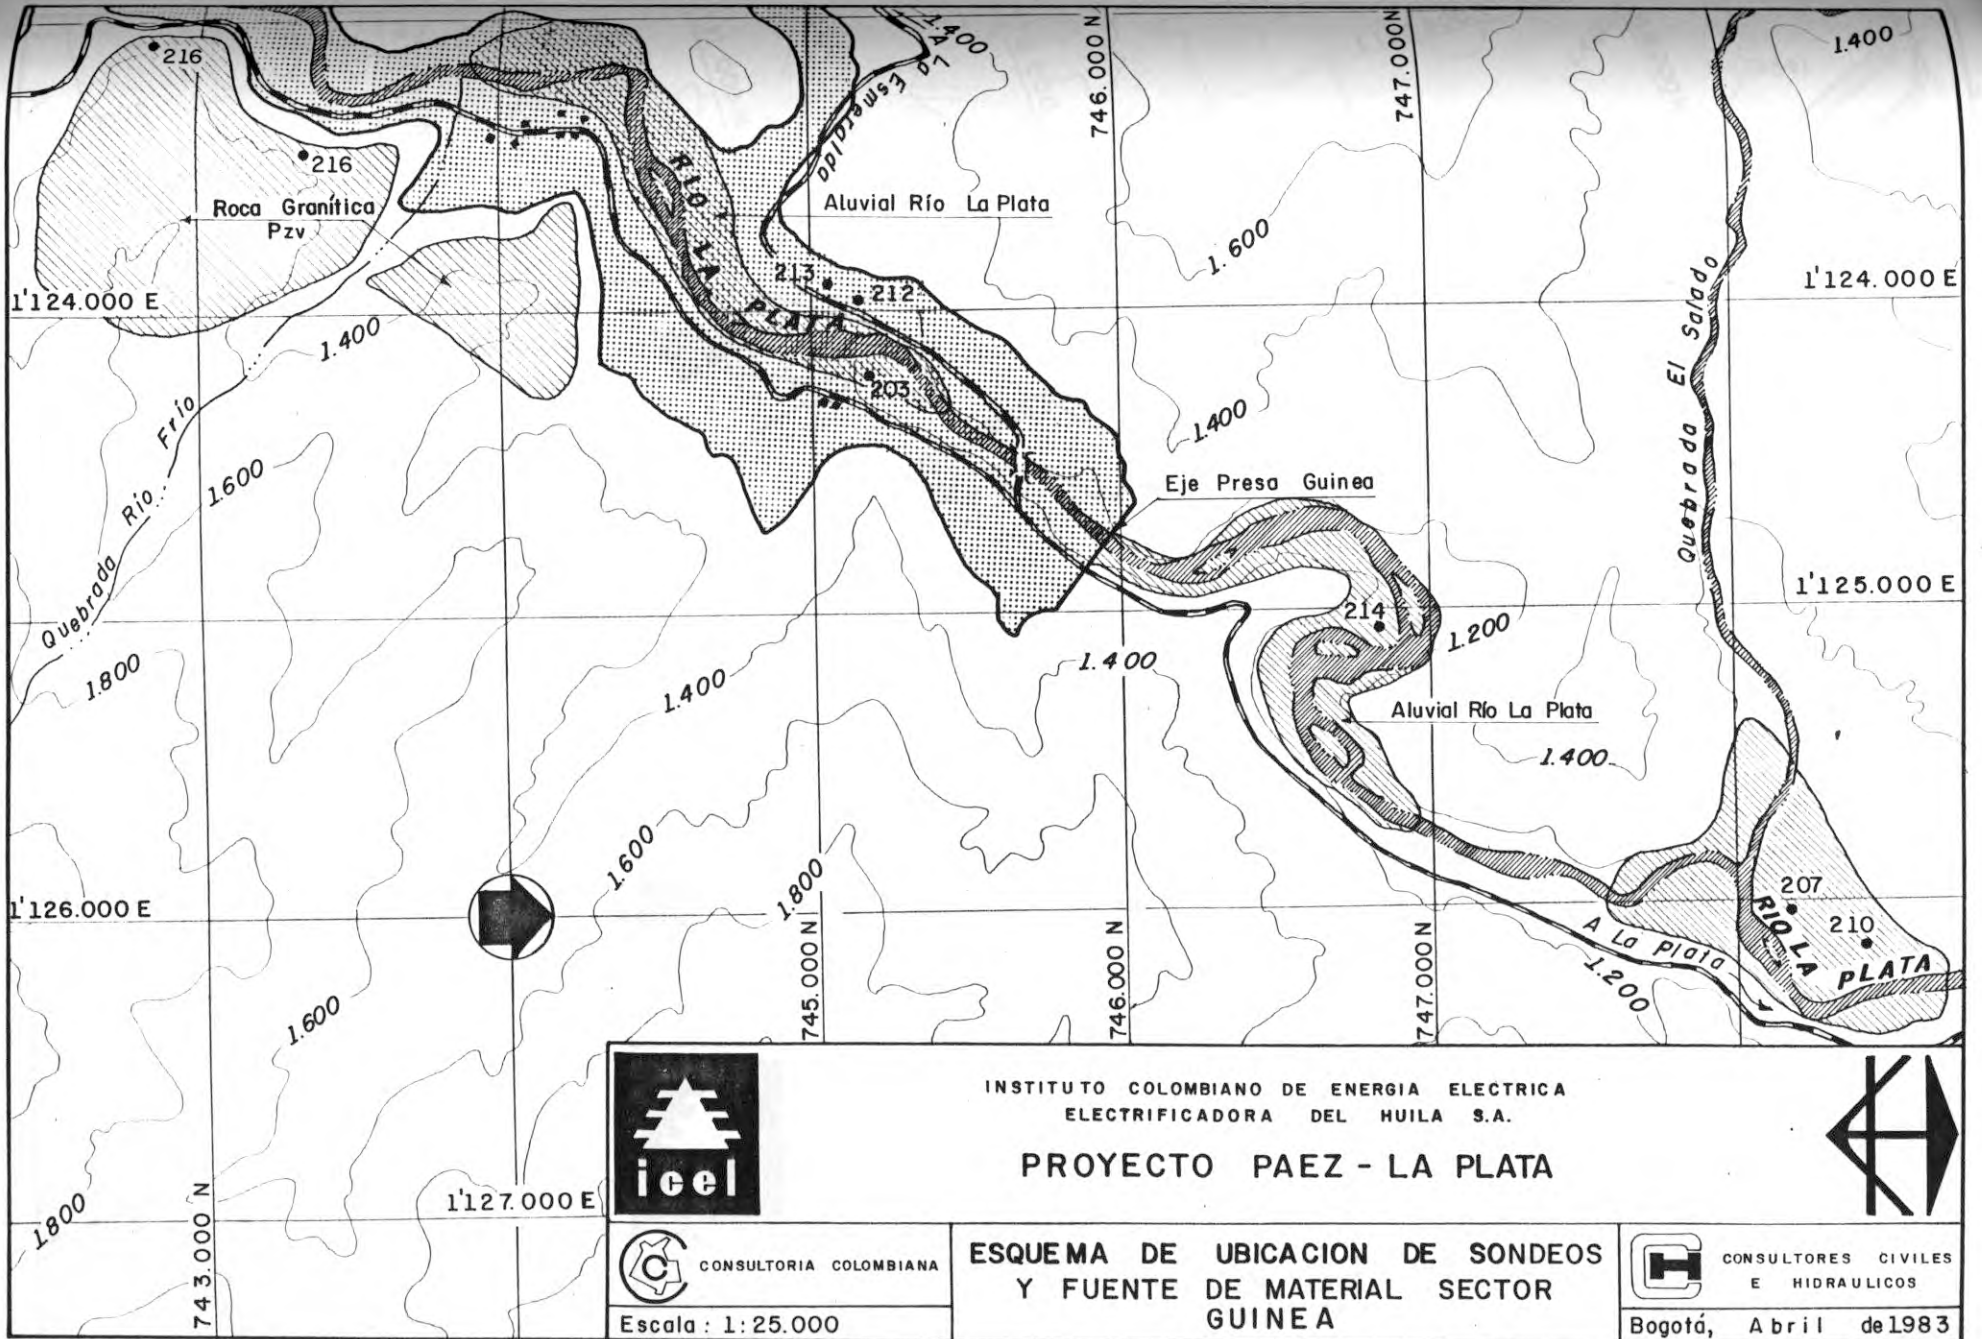 216
1.400
A La Esmeralda
746.000 N
747.000 N
1.400
216
Roca Granítica
Pzv
RIO LA PLATA
Aluvial Río La Plata
1.600
213
212
1'124.000 E
1'124.000 E
1.400
203
Quebrada El Salado
Quebrada Río Frío
1.600
1.400
Eje Presa Guinea
1'125.000 E
214
1.200
1.800
1.400
1.400
Aluvial Río La Plata
1.400
1.600
1.800
207
210
1'126.000 E
RIO LA PLATA
A La Plata
1.200
745.000 N
746.000 N
747.000 N
1.600
1.800
743.000 N
1'127.000 E
icel
INSTITUTO COLOMBIANO DE ENERGIA ELECTRICA
ELECTRIFICADORA DEL HUILA S.A.
PROYECTO PAEZ - LA PLATA
CONSULTORIA COLOMBIANA
Escala : 1:25.000
ESQUEMA DE UBICACION DE SONDEOS
Y FUENTE DE MATERIAL SECTOR
GUINEA
CONSULTORES CIVILES
E HIDRAULICOS
Bogotá, Abril de 1983